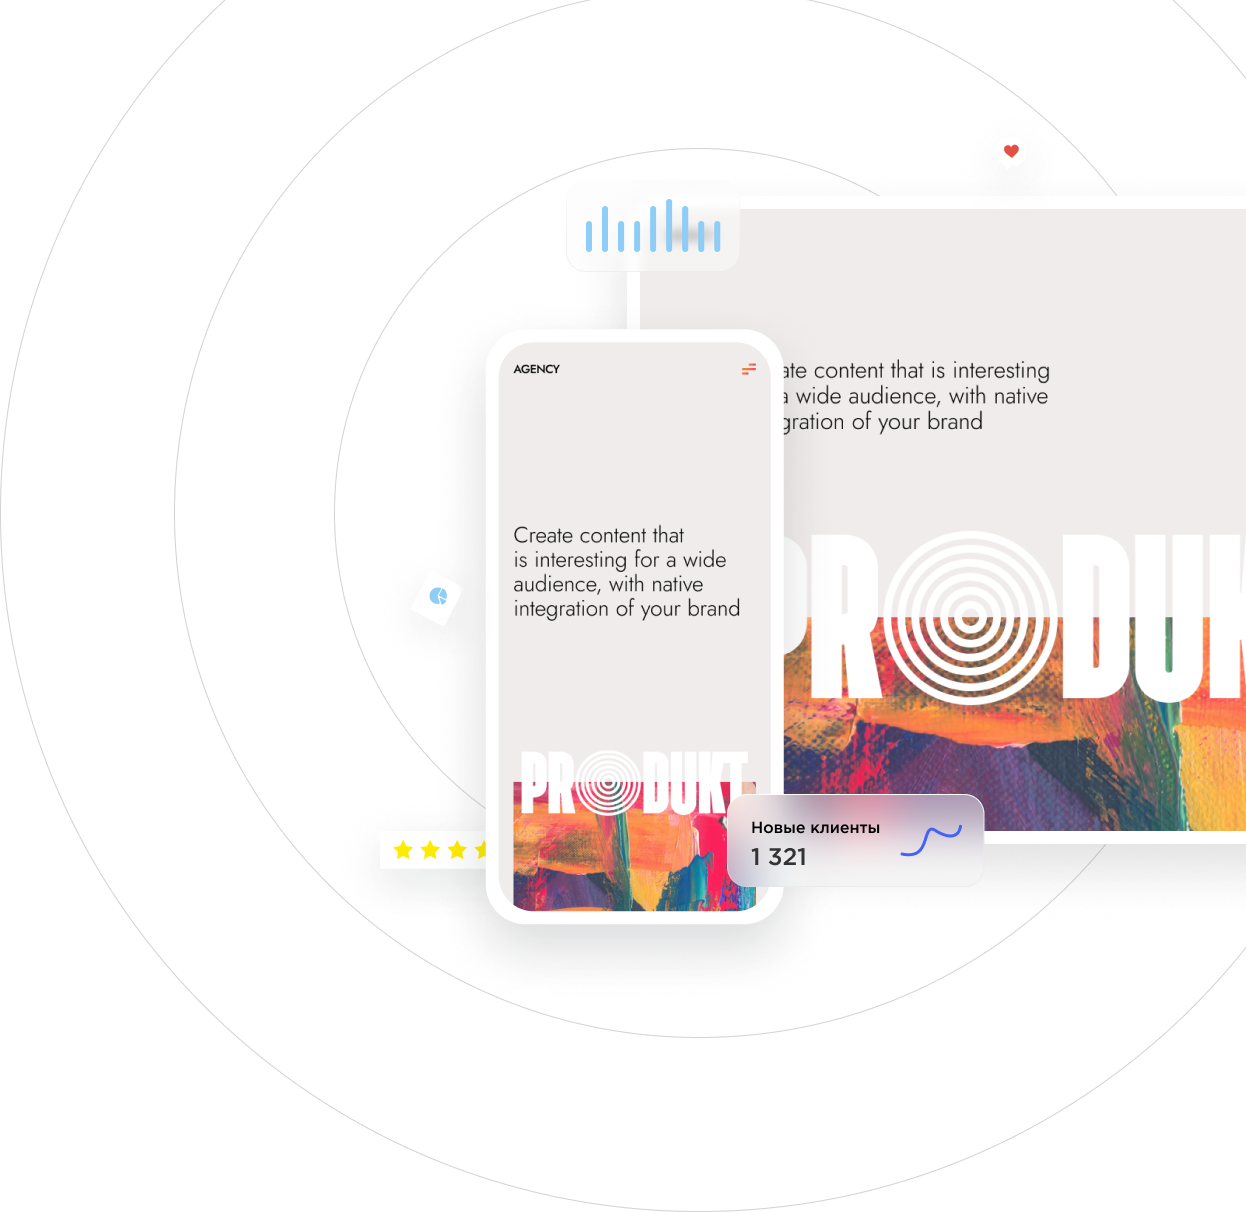 AGENCY
Create content that
is interesting for a wide
audience, with native
integration of your brand
PRODUKT
ate content that is interesting
a wide audience, with native
gration of your brand
PRODUK
Новые клиенты
1 321